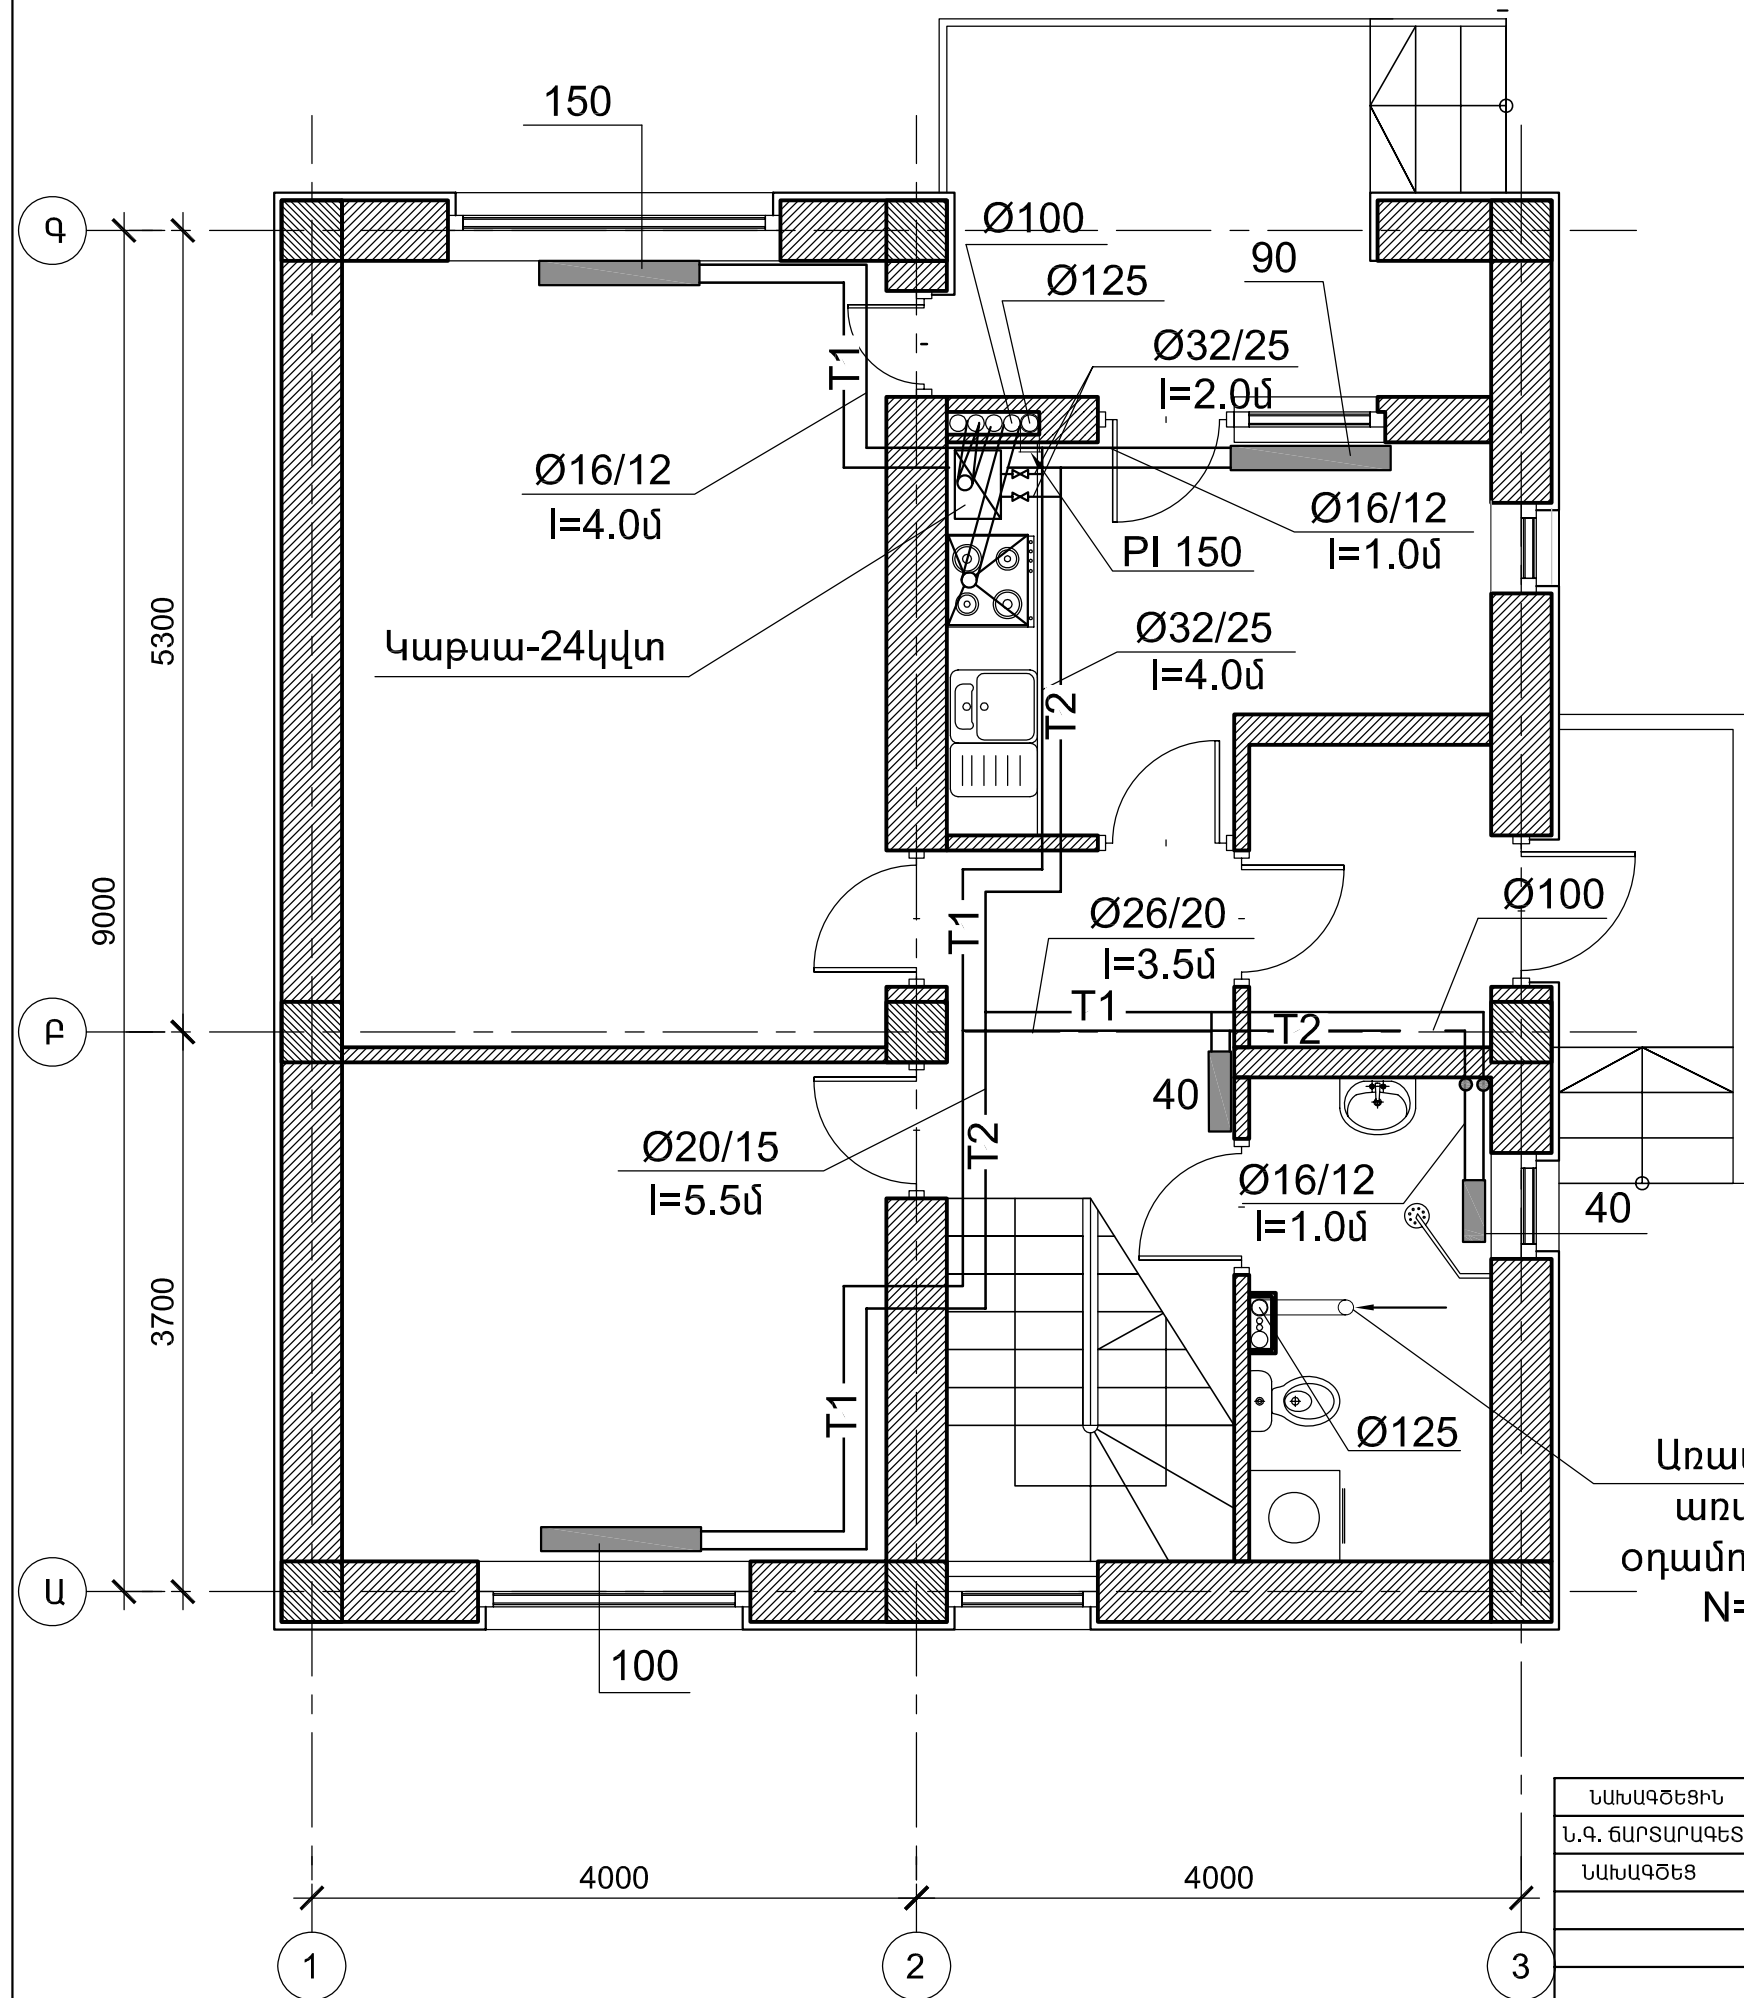 150
Գ
Ø100
Ø125
90
Ø32/25
l=2.0մ
T1
Ø16/12
l=4.0մ
Ø16/12
l=1.0մ
PI 150
5300
Կաթսա-24կվտ
Ø32/25
l=4.0մ
T2
9000
Ø100
Ø26/20
l=3.5մ
T1
T1
T2
Բ
40
Ø20/15
l=5.5մ
T2
Ø16/12
l=1.0մ
40
3700
T1
Ø125
օդամ
N=
Ա
100
ՆԱԽԱԳԾԵՑԻՆ
Ն.Գ. ՃԱՐՏԱՐԱԳԵՏ
ՆԱԽԱԳԾԵՑ
4000
4000
1
2
3